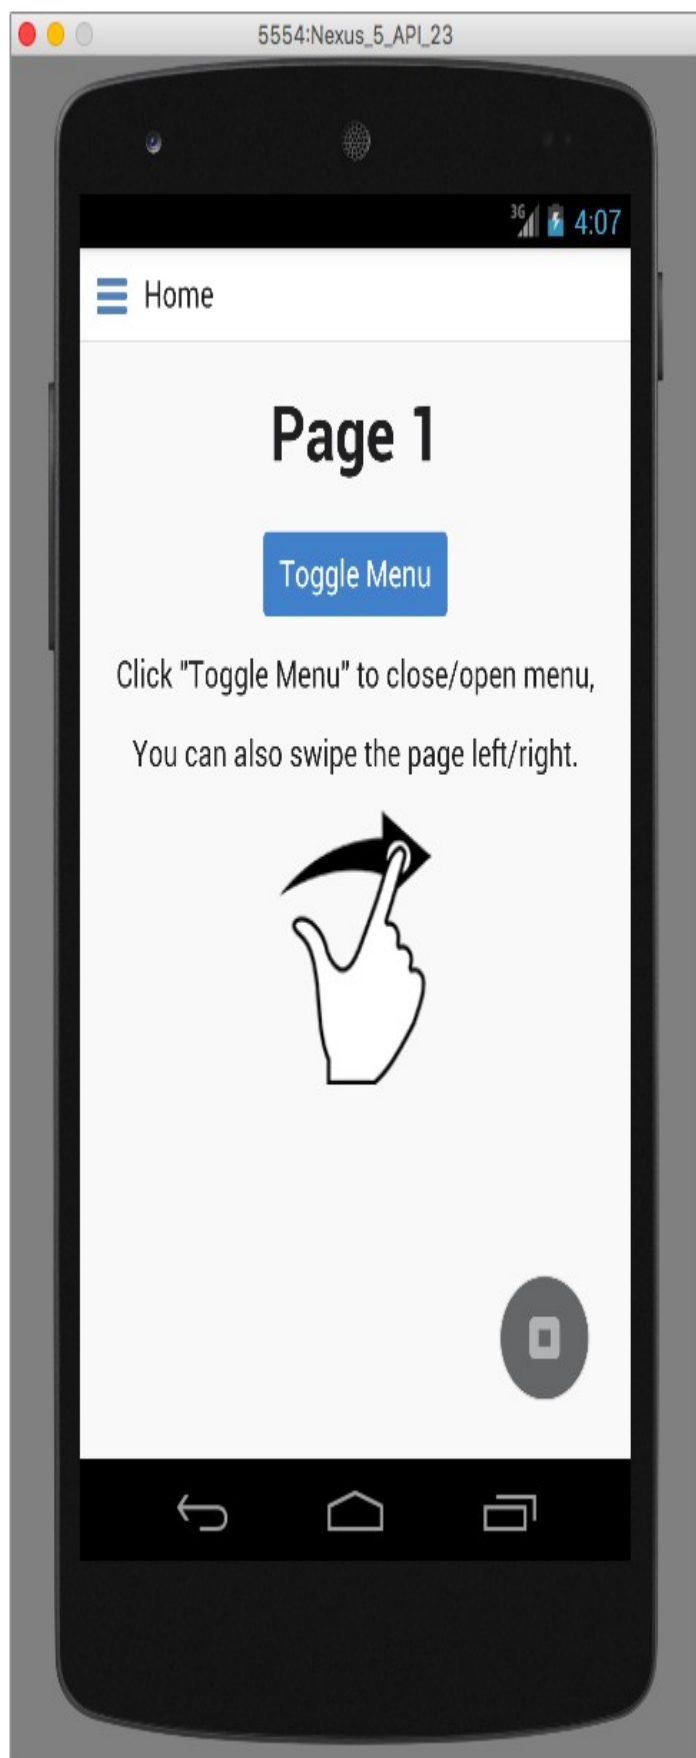 5554:Nexus_5_API_23
3G 4:07
Home
Page 1
Toggle Menu
Click "Toggle Menu" to close/open menu,
You can also swipe the page left/right.